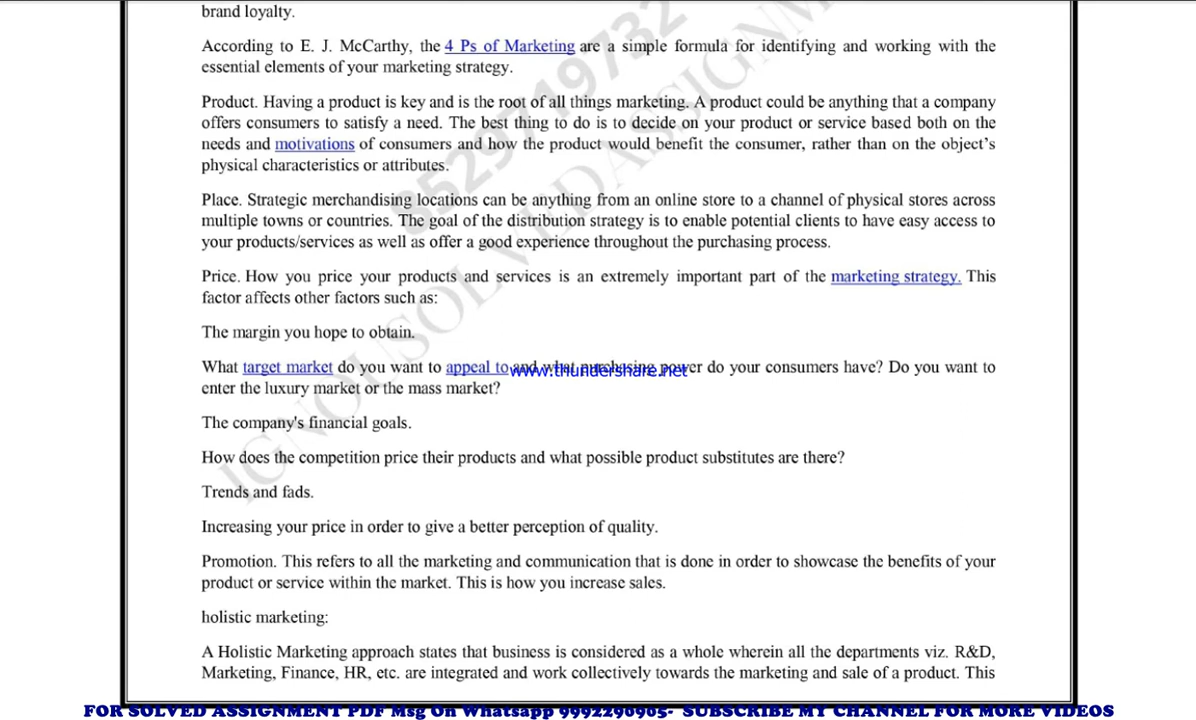 brand loyalty.
According to E. J. McCarthy, the 4 Ps of Marketing are a simple formula for identifying and working with the
essential elements of your marketing strategy.
Product. Having a product is key and is the root of all things marketing. A product could be anything that a company
offers consumers to satisfy a need. The best thing to do is to decide on your product or service based both on the
needs and motivations of consumers and how the product would benefit the consumer, rather than on the object's
physical characteristics or attributes.
Place. Strategic merchandising locations can be anything from an online store to a channel of physical stores across
multiple towns or countries. The goal of the distribution strategy is to enable potential clients to have easy access to
your products/services as well as offer a good experience throughout the purchasing process.
Price. How you price your products and services is an extremely important part of the marketing strategy. This
factor affects other factors such as:
The margin you hope to obtain.
What target market do you want to appeal to and what purchasing power do your consumers have? Do you want to
www.thundershare.net
enter the luxury market or the mass market?
The company's financial goals.
How does the competition price their products and what possible product substitutes are there?
Trends and fads.
Increasing your price in order to give a better perception of quality.
Promotion. This refers to all the marketing and communication that is done in order to showcase the benefits of your
product or service within the market. This is how you increase sales.
holistic marketing:
A Holistic Marketing approach states that business is considered as a whole wherein all the departments viz. R&D,
Marketing, Finance, HR, etc. are integrated and work collectively towards the marketing and sale of a product. This
8529719732
IGNOUSOLVEDASSIGNM
FOR SOLVED ASSIGNMENT PDF Msg On Whatsapp 9992290905- SUBSCRIBE MY CHANNEL FOR MORE VIDEOS